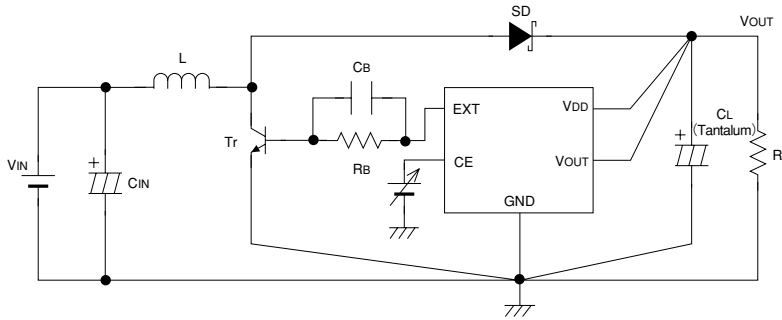 SD
VOUT
L
CB
EXT
VDD
CL
(Tantalum)
+
Tr
RB
CE
VOUT
R
VIN
+
CIN
GND